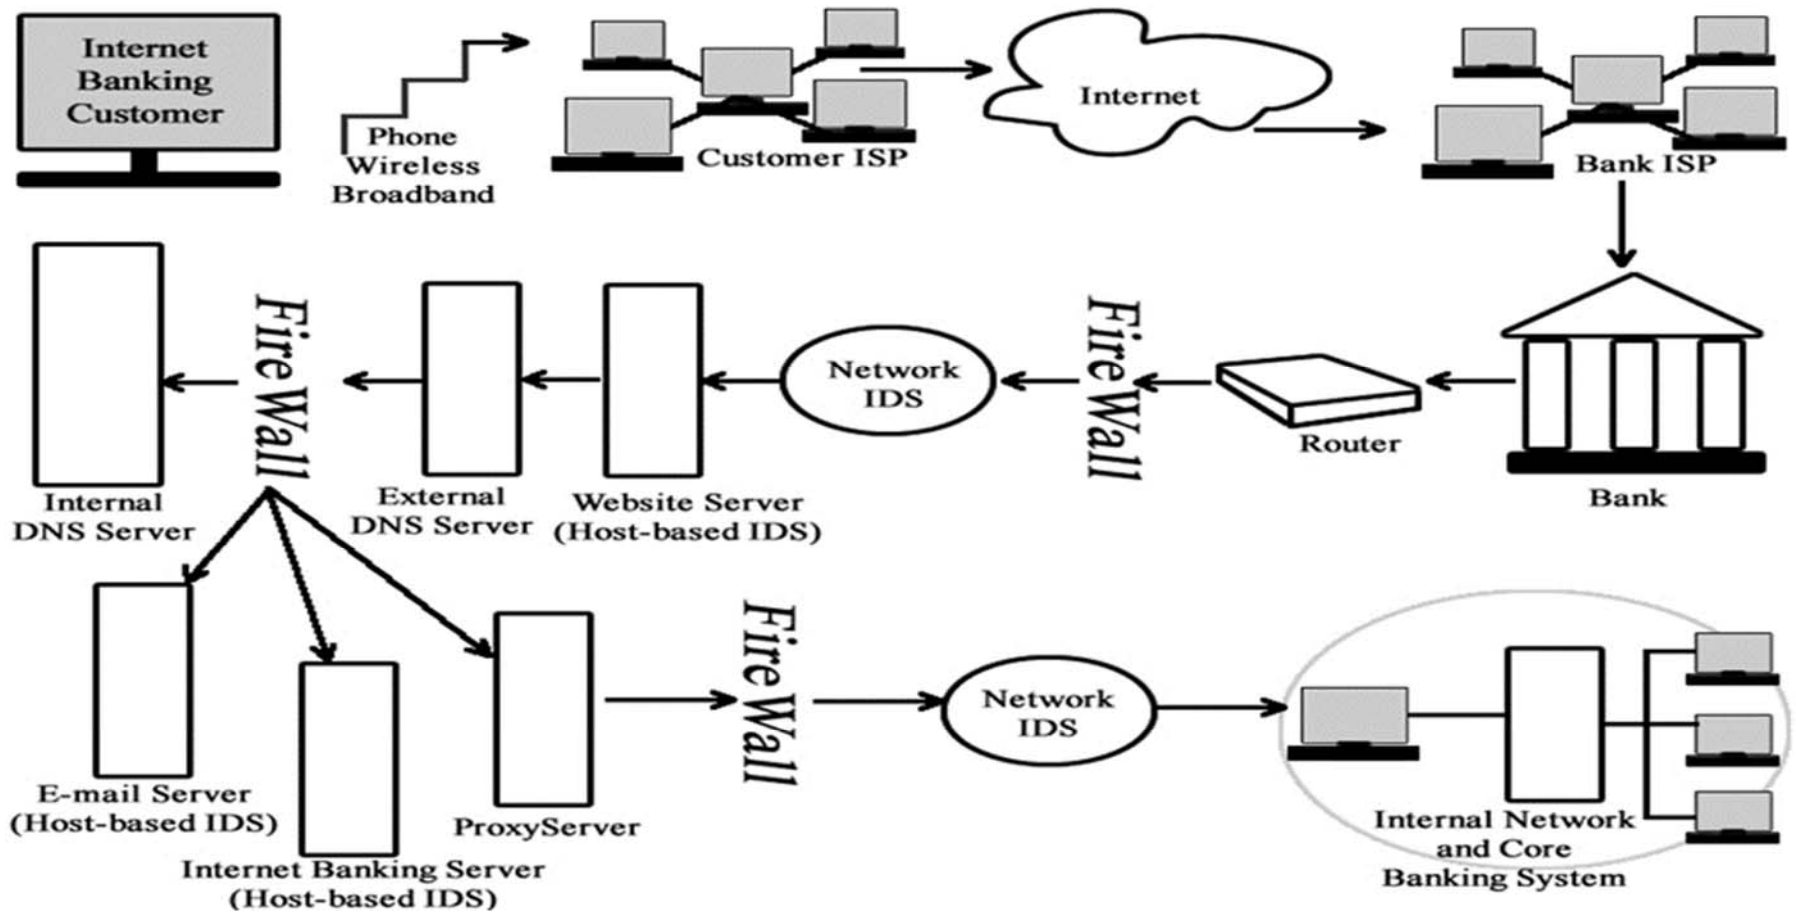 Internet
Banking
Customer
Phone
Wireless
Broadband
Customer ISP
Internet
Bank ISP
Fire Wall
Network
IDS
Fire Wall
Router
Bank
Internal
DNS Server
External
DNS Server
Website Server
(Host-based IDS)
E-mail Server
(Host-based IDS)
Internet Banking Server
(Host-based IDS)
ProxyServer
Fire Wall
Network
IDS
Internal Network
and Core
Banking System